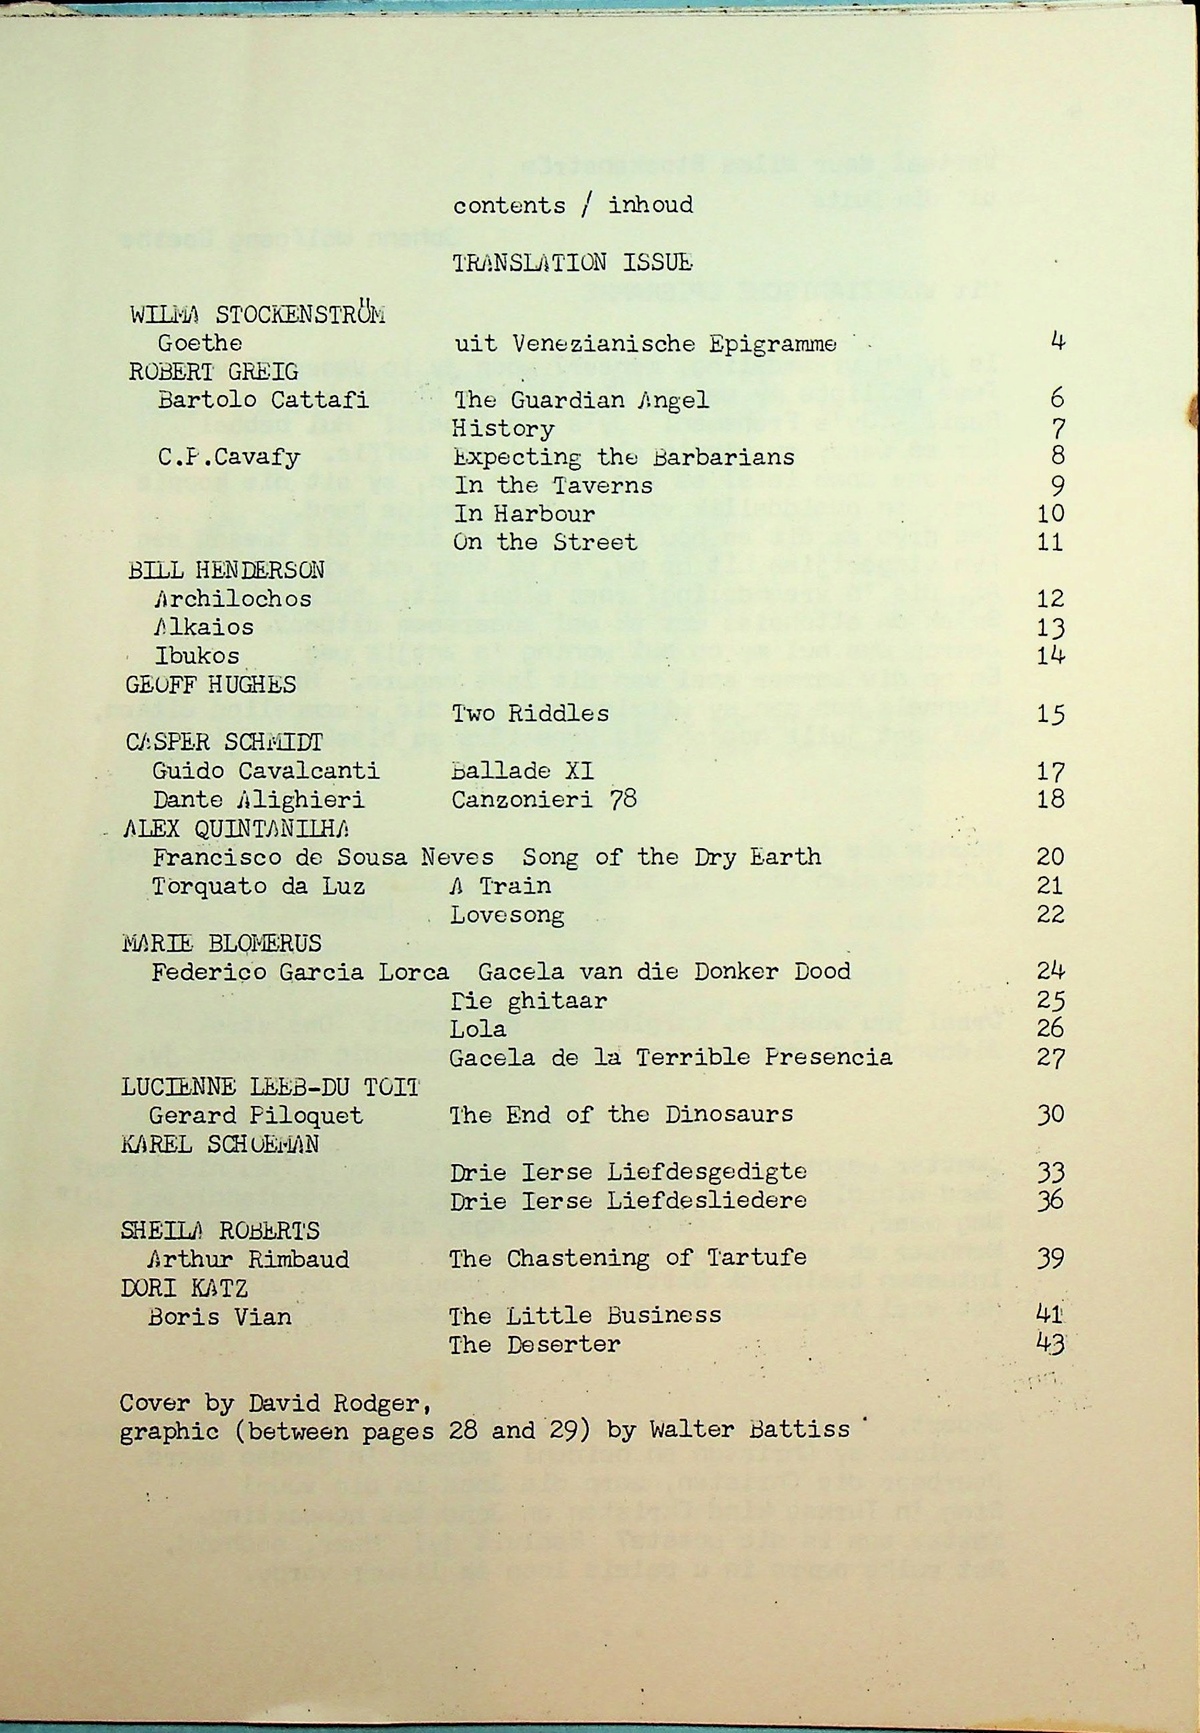 contents / inhoud
TRANSLATION ISSUE
WILMA STOCKENSTRÖM
Goethe uit Venezianische Epigramme 4
ROBERT GREIG
Bartolo Cattafi The Guardian Angel 6
History 7
C.P.Cavafy Expecting the Barbarians 8
In the Taverns 9
In Harbour 10
On the Street 11
BILL HENDERSON
Archilochos 12
Alkaios 13
Ibukos 14
GEOFF HUGHES
Two Riddles 15
CASPER SCHMIDT
Guido Cavalcanti Ballade XI 17
Dante Alighieri Canzonieri 78 18
ALEX QUINTANILHA
Francisco de Sousa Neves Song of the Dry Earth 20
Torquato da Luz A Train 21
Lovesong 22
MARIE BLOMERUS
Federico Garcia Lorca Gacela van die Donker Dood 24
Die ghitaar 25
Lola 26
Gacela de la Terrible Presencia 27
LUCIENNE LEEB-DU TOIT
Gerard Piloquet The End of the Dinosaurs 30
KAREL SCHOEMAN
Drie Ierse Liefdesgedigte 33
Drie Ierse Liefdesliedere 36
SHEILA ROBERTS
Arthur Rimbaud The Chastening of Tartufe 39
DORI KATZ
Boris Vian The Little Business 41
The Deserter 43
Cover by David Rodger,
graphic (between pages 28 and 29) by Walter Battiss